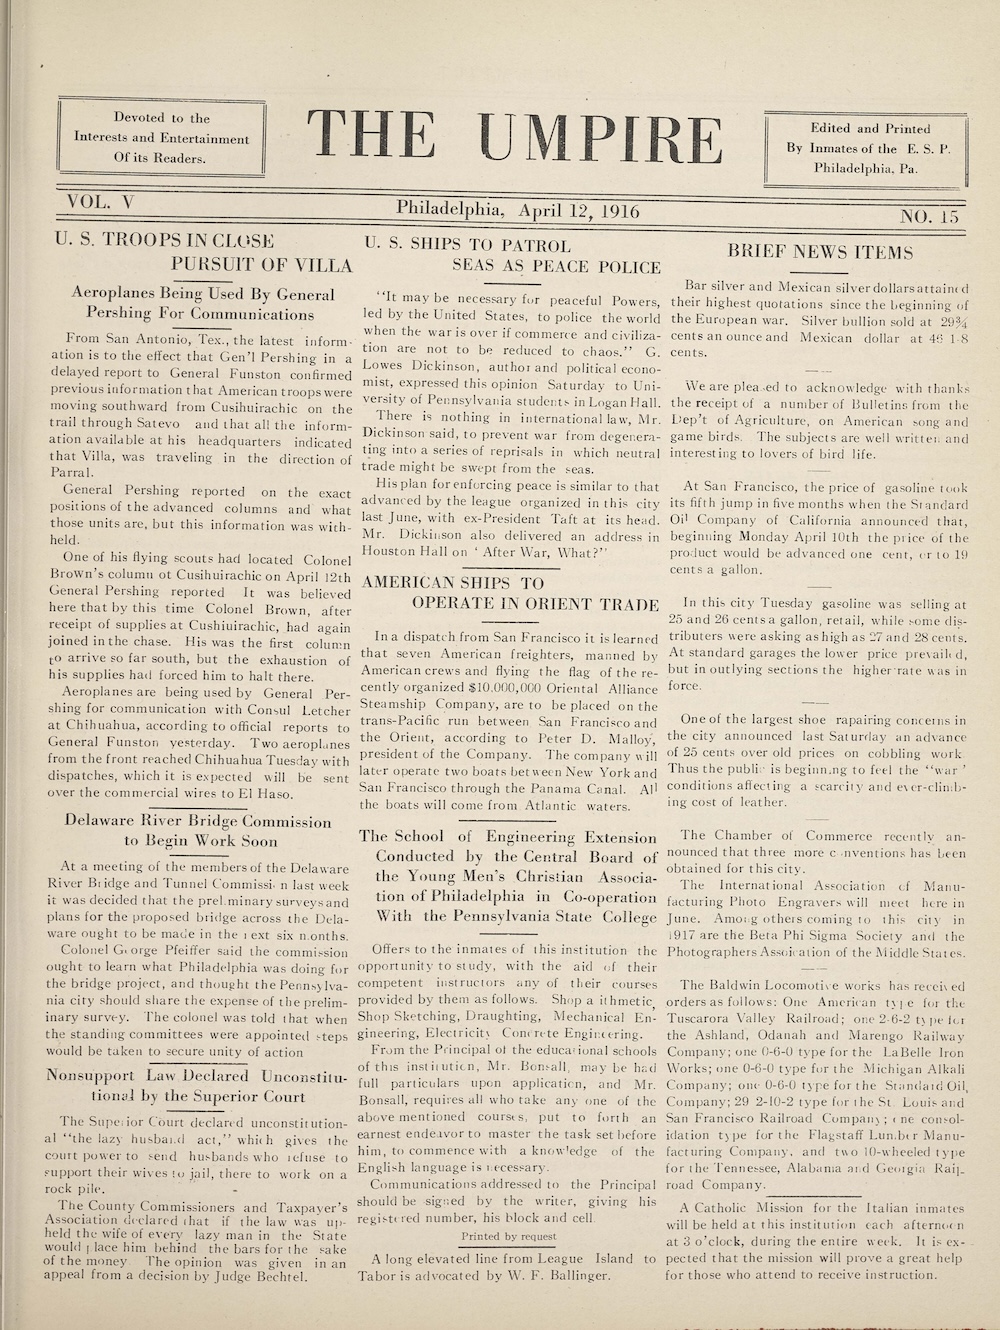 Devoted to the
Interests and Entertainment
Of its Readers.
THE UMPIRE
Edited and Printed
By Inmates of the E. S. P.
Philadelphia, Pa.
VOL. V
Philadelphia, April 12, 1916
NO. 15
U. S. TROOPS IN CLOSE
PURSUIT OF VILLA
Aeroplanes Being Used By General
Pershing For Communications
From San Antonio, Tex., the latest inform-
ation is to the effect that Gen'l Pershing in a
delayed report to General Funston confirmed
previous information that American troops were
moving southward from Cusihuirachic on the
trail through Satevo and that all the inform-
ation available at his headquarters indicated
that Villa, was traveling in the direction of
Parral.
General Pershing reported on the exact
positions of the advanced columns and what
those units are, but this information was with-
held.
One of his flying scouts had located Colonel
Brown's column ot Cusihuirachic on April 12th
General Pershing reported It was believed
here that by this time Colonel Brown, after
receipt of supplies at Cushiuirachic, had again
joined in the chase. His was the first column
to arrive so far south, but the exhaustion of
his supplies had forced him to halt there.
Aeroplanes are being used by General Per-
shing for communication with Consul Letcher
at Chihuahua, according to official reports to
General Funston yesterday. Two aeroplanes
from the front reached Chihuahua Tuesday with
dispatches, which it is expected will be sent
over the commercial wires to El Haso.
Delaware River Bridge Commission
to Begin Work Soon
At a meeting of the members of the Delaware
River Bridge and Tunnel Commission last week
it was decided that the preliminary surveys and
plans for the proposed bridge across the Dela-
ware ought to be made in the next six months.
Colonel George Pfeiffer said the commission
ought to learn what Philadelphia was doing for
the bridge project, and thought the Pennsylva-
nia city should share the expense of the prelim-
inary survey. The colonel was told that when
the standing committees were appointed steps
would be taken to secure unity of action
Nonsupport Law Declared Unconstitu-
tional by the Superior Court
The Superior Court declared unconstitution-
al "the lazy husband act," which gives the
court power to send husbands who refuse to
support their wives to jail, there to work on a
rock pile.
The County Commissioners and Taxpayer's
Association declared that if the law was up-
held the wife of every lazy man in the State
would place him behind the bars for the sake
of the money The opinion was given in an
appeal from a decision by Judge Bechtel.
U. S. SHIPS TO PATROL
SEAS AS PEACE POLICE
"It may be necessary for peaceful Powers,
led by the United States, to police the world
when the war is over if commerce and civiliza-
tion are not to be reduced to chaos." G.
Lowes Dickinson, author and political econo-
mist, expressed this opinion Saturday to Uni-
versity of Pennsylvania students in Logan Hall.
There is nothing in international law, Mr.
Dickinson said, to prevent war from degenera-
ting into a series of reprisals in which neutral
trade might be swept from the seas.
His plan for enforcing peace is similar to that
advanced by the league organized in this city
last June, with ex-President Taft at its head.
Mr. Dickinson also delivered an address in
Houston Hall on 'After War, What?"
AMERICAN SHIPS TO
OPERATE IN ORIENT TRADE
In a dispatch from San Francisco it is learned
that seven American freighters, manned by
American crews and flying the flag of the re-
cently organized $10,000,000 Oriental Alliance
Steamship Company, are to be placed on the
trans-Pacific run between San Francisco and
the Orient, according to Peter D. Malloy,
president of the Company. The company will
later operate two boats between New York and
San Francisco through the Panama Canal. All
the boats will come from Atlantic waters.
The School of Engineering Extension
Conducted by the Central Board of
the Young Men's Christian Associa-
tion of Philadelphia in Co-operation
With the Pennsylvania State College
Offers to the inmates of this institution the
opportunity to study, with the aid of their
competent instructors any of their courses
provided by them as follows. Shop arithmetic,
Shop Sketching, Draughting, Mechanical En-
gineering, Electricity Concrete Engineering.
From the Principal of the educational schools
of this institution, Mr. Bonsall, may be had
full particulars upon application, and Mr.
Bonsall, requires all who take any one of the
above mentioned courses, put to forth an
earnest endeavor to master the task set before
him, to commence with a knowledge of the
English language is necessary.
Communications addressed to the Principal
should be signed by the writer, giving his
registered number, his block and cell
Printed by request
A long elevated line from League Island to
Tabor is advocated by W. F. Ballinger.
BRIEF NEWS ITEMS
Bar silver and Mexican silver dollars attained
their highest quotations since the beginning of
the European war. Silver bullion sold at 29¾
cents an ounce and Mexican dollar at 46 1-8
cents.
We are pleased to acknowledge with thanks
the receipt of a number of Bulletins from the
Dep't of Agriculture, on American song and
game birds. The subjects are well written and
interesting to lovers of bird life.
At San Francisco, the price of gasoline took
its fifth jump in five months when the Standard
Oil Company of California announced that,
beginning Monday April 10th the price of the
product would be advanced one cent, or to 19
cents a gallon.
In this city Tuesday gasoline was selling at
25 and 26 cents a gallon, retail, while some dis-
tributers were asking as high as 27 and 28 cents.
At standard garages the lower price prevailed,
but in outlying sections the higher rate was in
force.
One of the largest shoe rapairing concerns in
the city announced last Saturday an advance
of 25 cents over old prices on cobbling work
Thus the public is beginning to feel the "war'
conditions affecting a scarcity and ever-climb-
ing cost of leather.
The Chamber of Commerce recently an-
nounced that three more conventions has been
obtained for this city.
The International Association of Manu-
facturing Photo Engravers will meet here in
June. Among others coming to this city in
1917 are the Beta Phi Sigma Society and the
Photographers Association of the Middle States.
The Baldwin Locomotive works has received
orders as follows: One American type for the
Tuscarora Valley Railroad; one 2-6-2 type for
the Ashland, Odanah and Marengo Railway
Company; one 0-6-0 type for the LaBelle Iron
Works; one 0-6-0 type for the Michigan Alkali
Company; one 0-6-0 type for the Standard Oil,
Company; 29 2-10-2 type for the St. Louis and
San Francisco Railroad Company; one consol-
idation type for the Flagstaff Lumber Manu-
facturing Company. and two 10-wheeled type
for the Tennessee, Alabama and Georgia Rail-
road Company.
A Catholic Mission for the Italian inmates
will be held at this institution each afternoon
at 3 o'clock, during the entire week. It is ex-
pected that the mission will prove a great help
for those who attend to receive instruction.